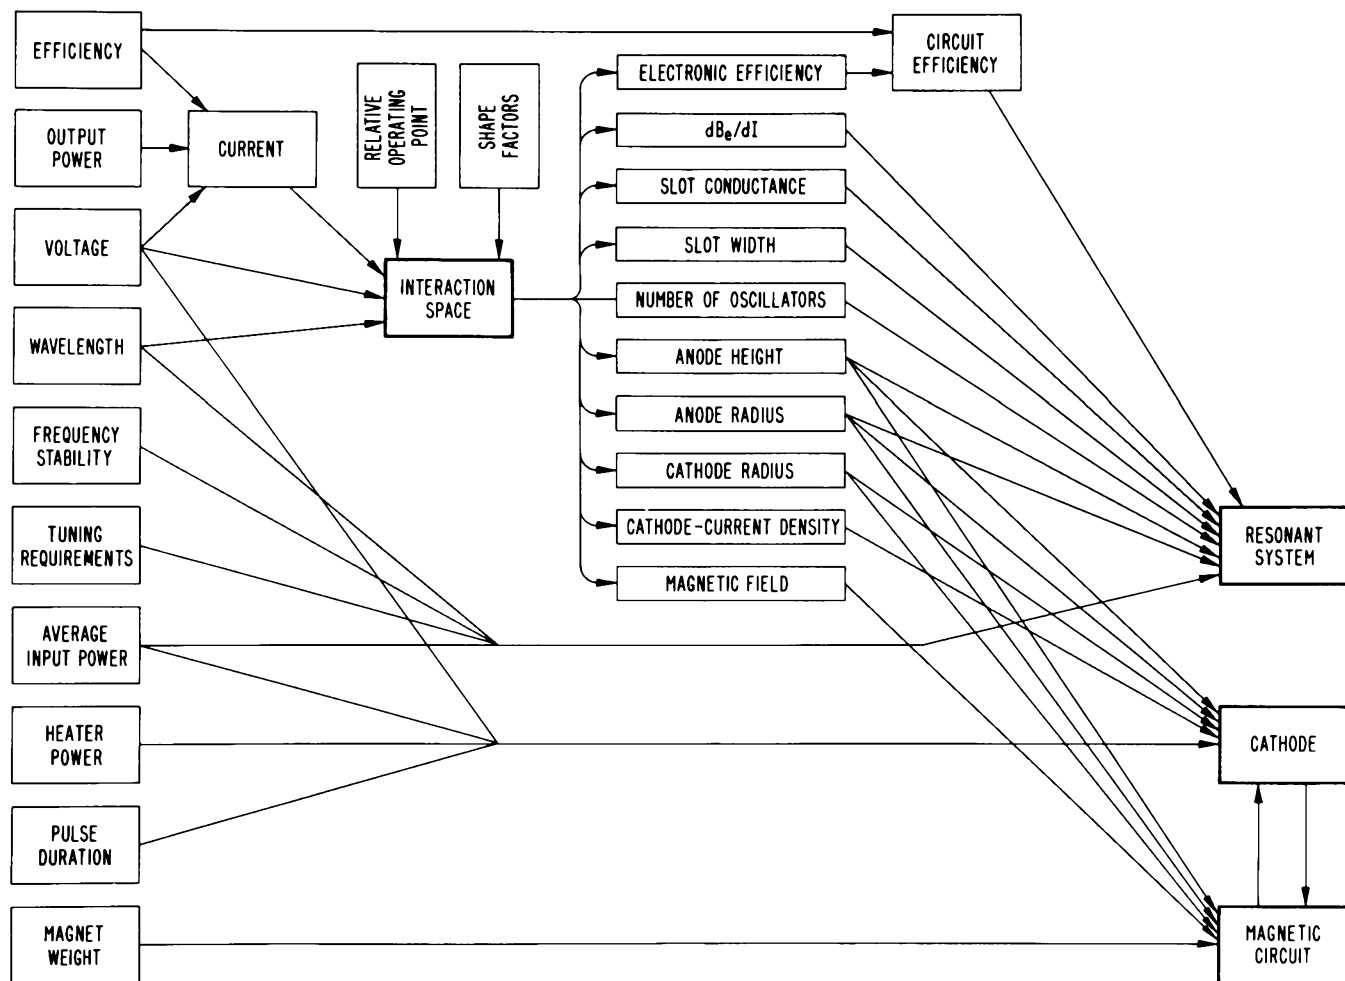 EFFICIENCY
OUTPUT
POWER
VOLTAGE
WAVELENGTH
FREQUENCY
STABILITY
TUNING
REQUIREMENTS
AVERAGE
INPUT POWER
HEATER
POWER
PULSE
DURATION
MAGNET
WEIGHT
CURRENT
RELATIVE
OPERATING
POINT
SHAPE
FACTORS
INTERACTION
SPACE
ELECTRONIC EFFICIENCY
dBe/dI
SLOT CONDUCTANCE
SLOT WIDTH
NUMBER OF OSCILLATORS
ANODE HEIGHT
ANODE RADIUS
CATHODE RADIUS
CATHODE-CURRENT DENSITY
MAGNETIC FIELD
CIRCUIT
EFFICIENCY
RESONANT
SYSTEM
CATHODE
MAGNETIC
CIRCUIT